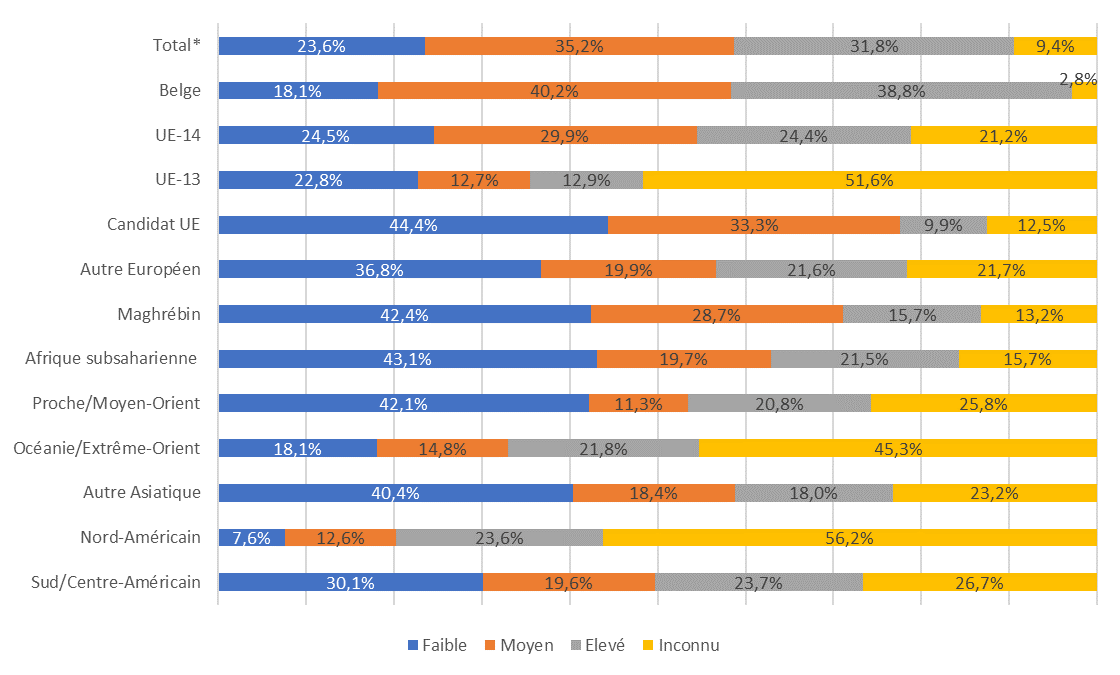 Total* 23,6% 35,2% 31,8% 9,4%
Belge 18,1% 40,2% 38,8% 2,8%
UE-14 24,5% 29,9% 24,4% 21,2%
UE-13 22,8% 12,7% 12,9% 51,6%
Candidat UE 44,4% 33,3% 9,9% 12,5%
Autre Européen 36,8% 19,9% 21,6% 21,7%
Maghrébin 42,4% 28,7% 15,7% 13,2%
Afrique subsaharienne 43,1% 19,7% 21,5% 15,7%
Proche/Moyen-Orient 42,1% 11,3% 20,8% 25,8%
Océanie/Extrême-Orient 18,1% 14,8% 21,8% 45,3%
Autre Asiatique 40,4% 18,4% 18,0% 23,2%
Nord-Américain 7,6% 12,6% 23,6% 56,2%
Sud/Centre-Américain 30,1% 19,6% 23,7% 26,7%
Faible Moyen Elevé Inconnu